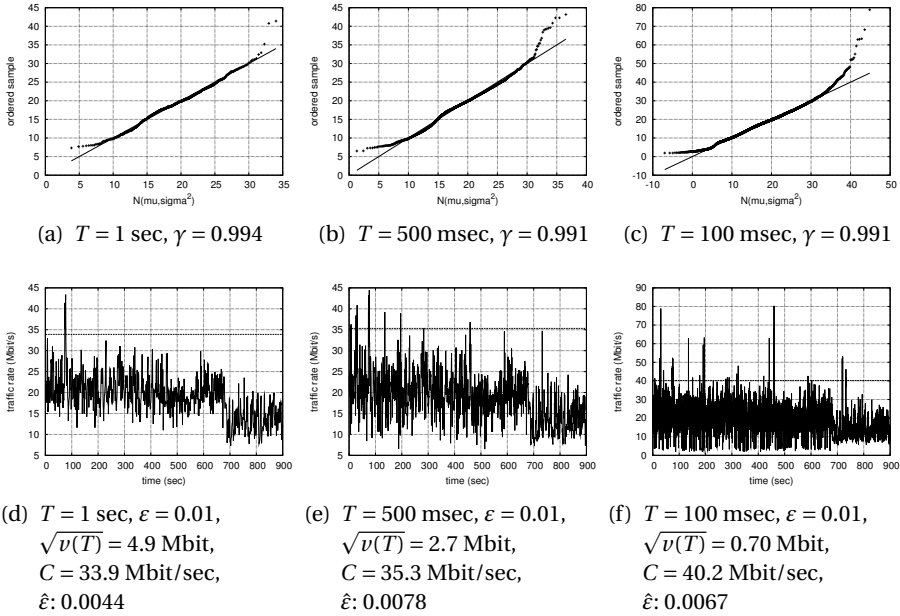 45
40
35
30
25
20
15
10
5
0
0 5 10 15 20 25 30 35
ordered sample
N(mu,sigma²)
(a) T = 1 sec, γ = 0.994
45
40
35
30
25
20
15
10
5
0
0 5 10 15 20 25 30 35 40
ordered sample
N(mu,sigma²)
(b) T = 500 msec, γ = 0.991
80
70
60
50
40
30
20
10
0
-10
-10 0 10 20 30 40 50
ordered sample
N(mu,sigma²)
(c) T = 100 msec, γ = 0.991
45
40
35
30
25
20
15
10
5
0 100 200 300 400 500 600 700 800 900
traffic rate (Mbit/s)
time (sec)
(d) T = 1 sec, ε = 0.01,
√v(T) = 4.9 Mbit,
C = 33.9 Mbit/sec,
ε̂: 0.0044
45
40
35
30
25
20
15
10
5
0 100 200 300 400 500 600 700 800 900
traffic rate (Mbit/s)
time (sec)
(e) T = 500 msec, ε = 0.01,
√v(T) = 2.7 Mbit,
C = 35.3 Mbit/sec,
ε̂: 0.0078
90
80
70
60
50
40
30
20
10
0
0 100 200 300 400 500 600 700 800 900
traffic rate (Mbit/s)
time (sec)
(f) T = 100 msec, ε = 0.01,
√v(T) = 0.70 Mbit,
C = 40.2 Mbit/sec,
ε̂: 0.0067